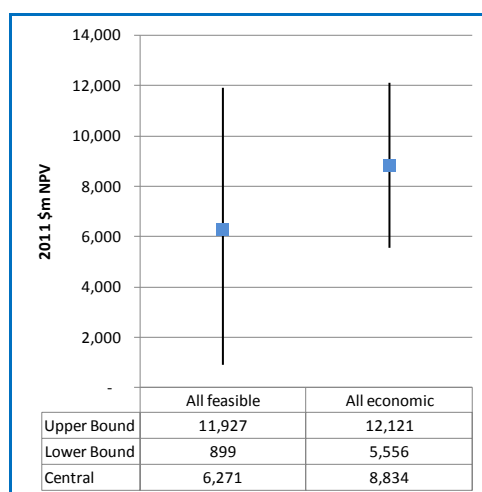 2011 $m NPV
14,000
12,000
10,000
8,000
6,000
4,000
2,000
-
All feasible All economic
Upper Bound 11,927 12,121
Lower Bound 899 5,556
Central 6,271 8,834